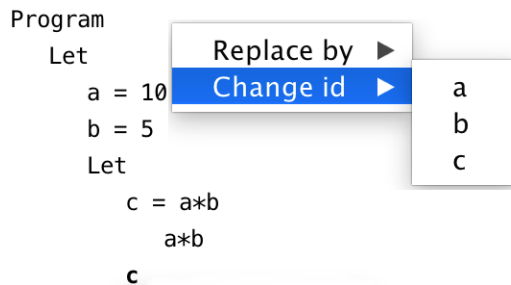 Program
Let
a = 10
b = 5
Let
c = a*b
a*b
c
Replace by ▶
Change id ▶
a
b
c